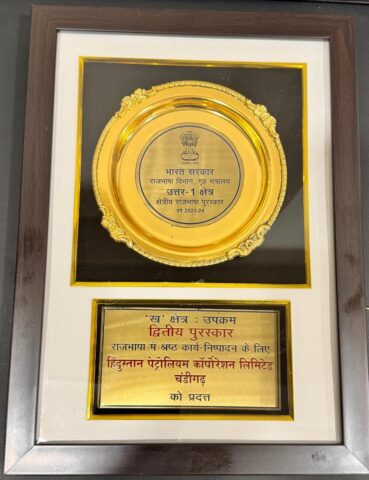 भारत सरकार
राजभाषा विभाग, गृह मंत्रालय
उत्तर-1 क्षेत्र
क्षेत्रीय राजभाषा पुरस्कार
वर्ष 2023-24
'ख' क्षेत्र : उपक्रम
द्वितीय पुरस्कार
राजभाषा में श्रेष्ठ कार्य-निष्पादन के लिए
हिंदुस्तान पेट्रोलियम कॉर्पोरेशन लिमिटेड
चंडीगढ़
को प्रदत्त